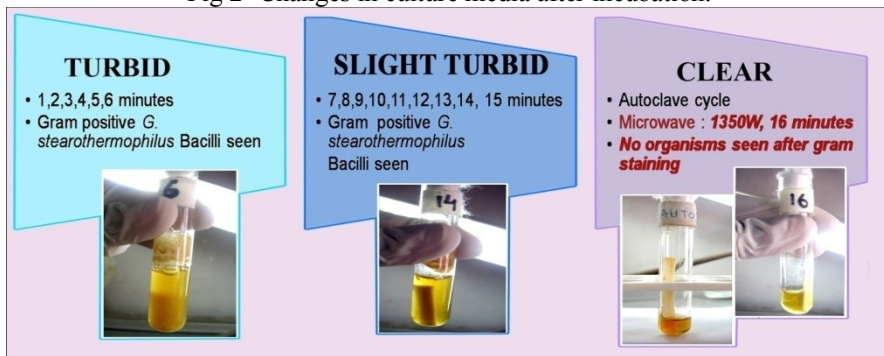 Fig 2- Changes in culture media after incubation.
TURBID
• 1,2,3,4,5,6 minutes
• Gram positive G.
stearothermophilus Bacilli seen
6
SLIGHT TURBID
• 7,8,9,10,11,12,13,14, 15 minutes
• Gram positive G.
stearothermophilus
Bacilli seen
14
CLEAR
• Autoclave cycle
• Microwave : 1350W, 16 minutes
• No organisms seen after gram
staining
AUTO
16